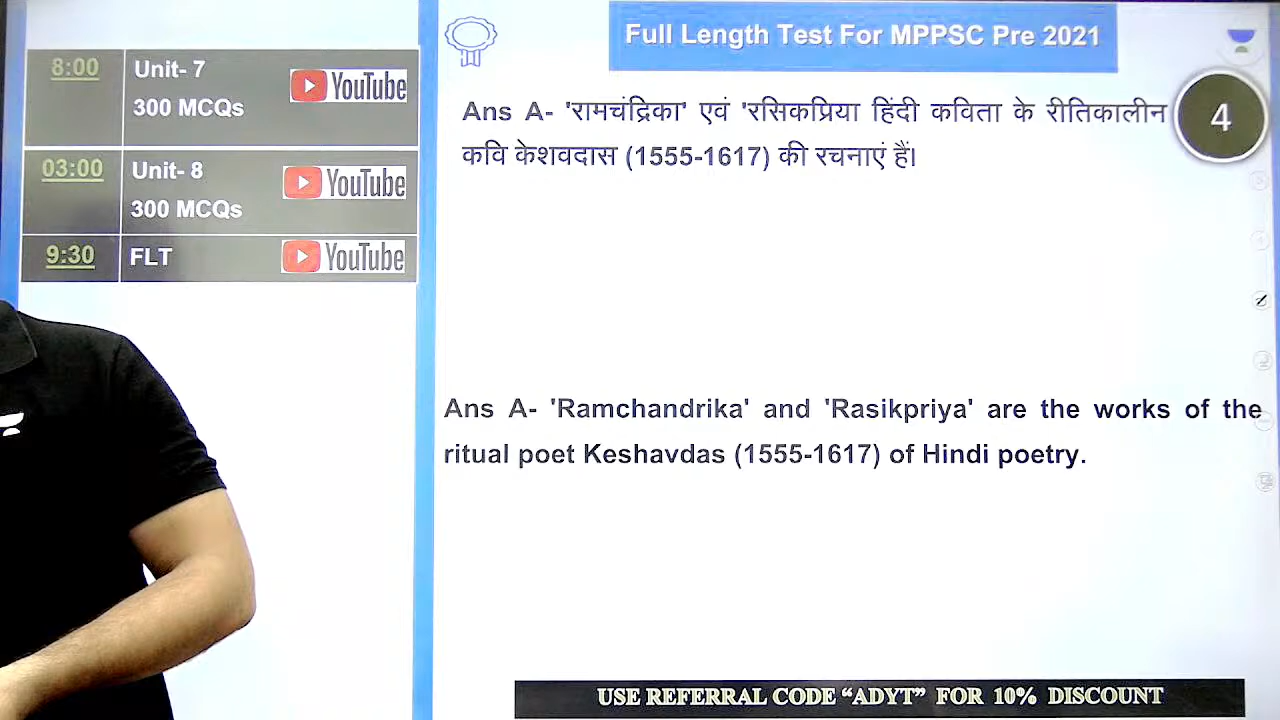 Full Length Test For MPPSC Pre 2021
8:00
Unit- 7
300 MCQs
YouTube
03:00
Unit- 8
300 MCQs
YouTube
9:30
FLT
YouTube
4
Ans A- 'रामचंद्रिका' एवं 'रसिकप्रिया हिंदी कविता के रीतिकालीन
कवि केशवदास (1555-1617) की रचनाएं हैं।
Ans A- 'Ramchandrika' and 'Rasikpriya' are the works of the
ritual poet Keshavdas (1555-1617) of Hindi poetry.
USE REFERRAL CODE “ADYT” FOR 10% DISCOUNT